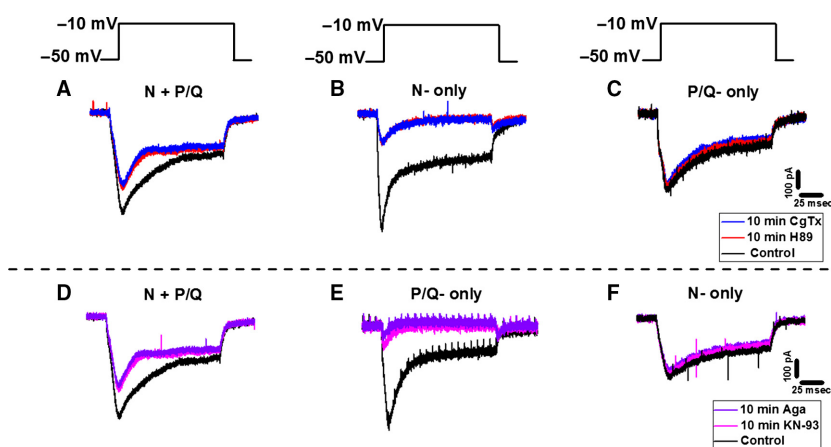 −10 mV
−50 mV
−10 mV
−50 mV
−10 mV
−50 mV
A N + P/Q
B N- only
C P/Q- only
100 pA
25 msec
10 min CgTx
10 min H89
Control
D N + P/Q
E P/Q- only
F N- only
100 pA
25 msec
10 min Aga
10 min KN-93
Control